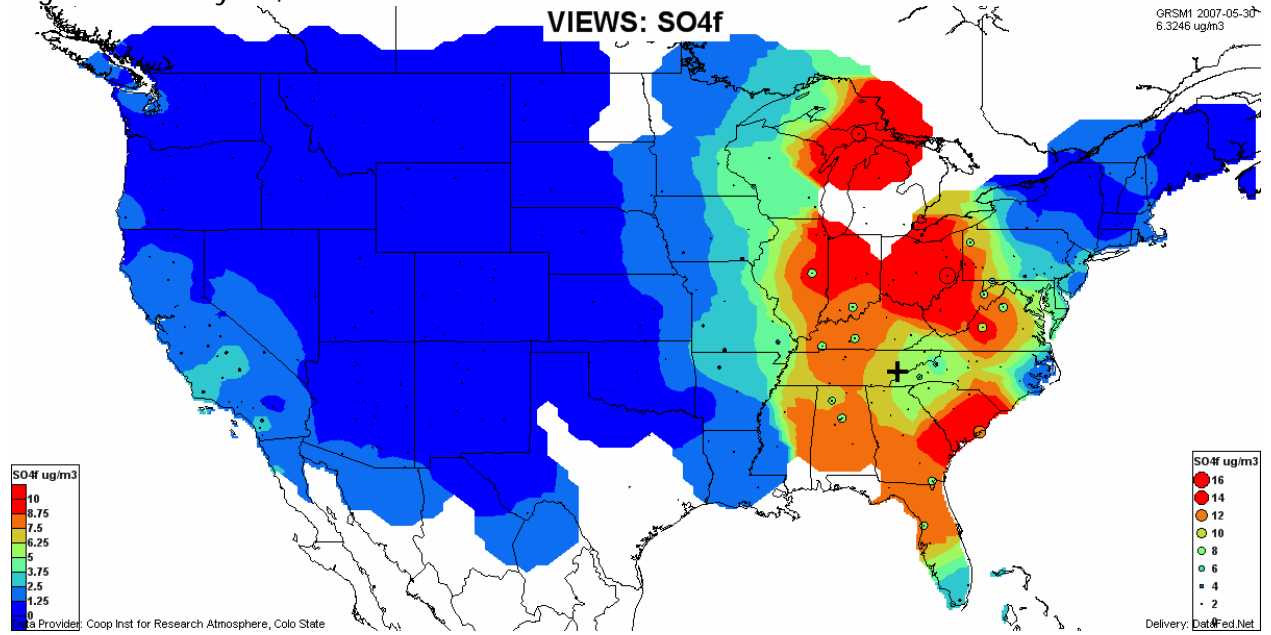 VIEWS: SO4f
GRSM1 2007-05-30
6.3246 ug/m3
SO4f ug/m3
10
8.75
7.5
6.25
5
3.75
2.5
1.25
0
SO4f ug/m3
16
14
12
10
8
6
4
2
0
Data Provider: Coop Inst for Research Atmosphere, Colo State
Delivery: DataFed.Net